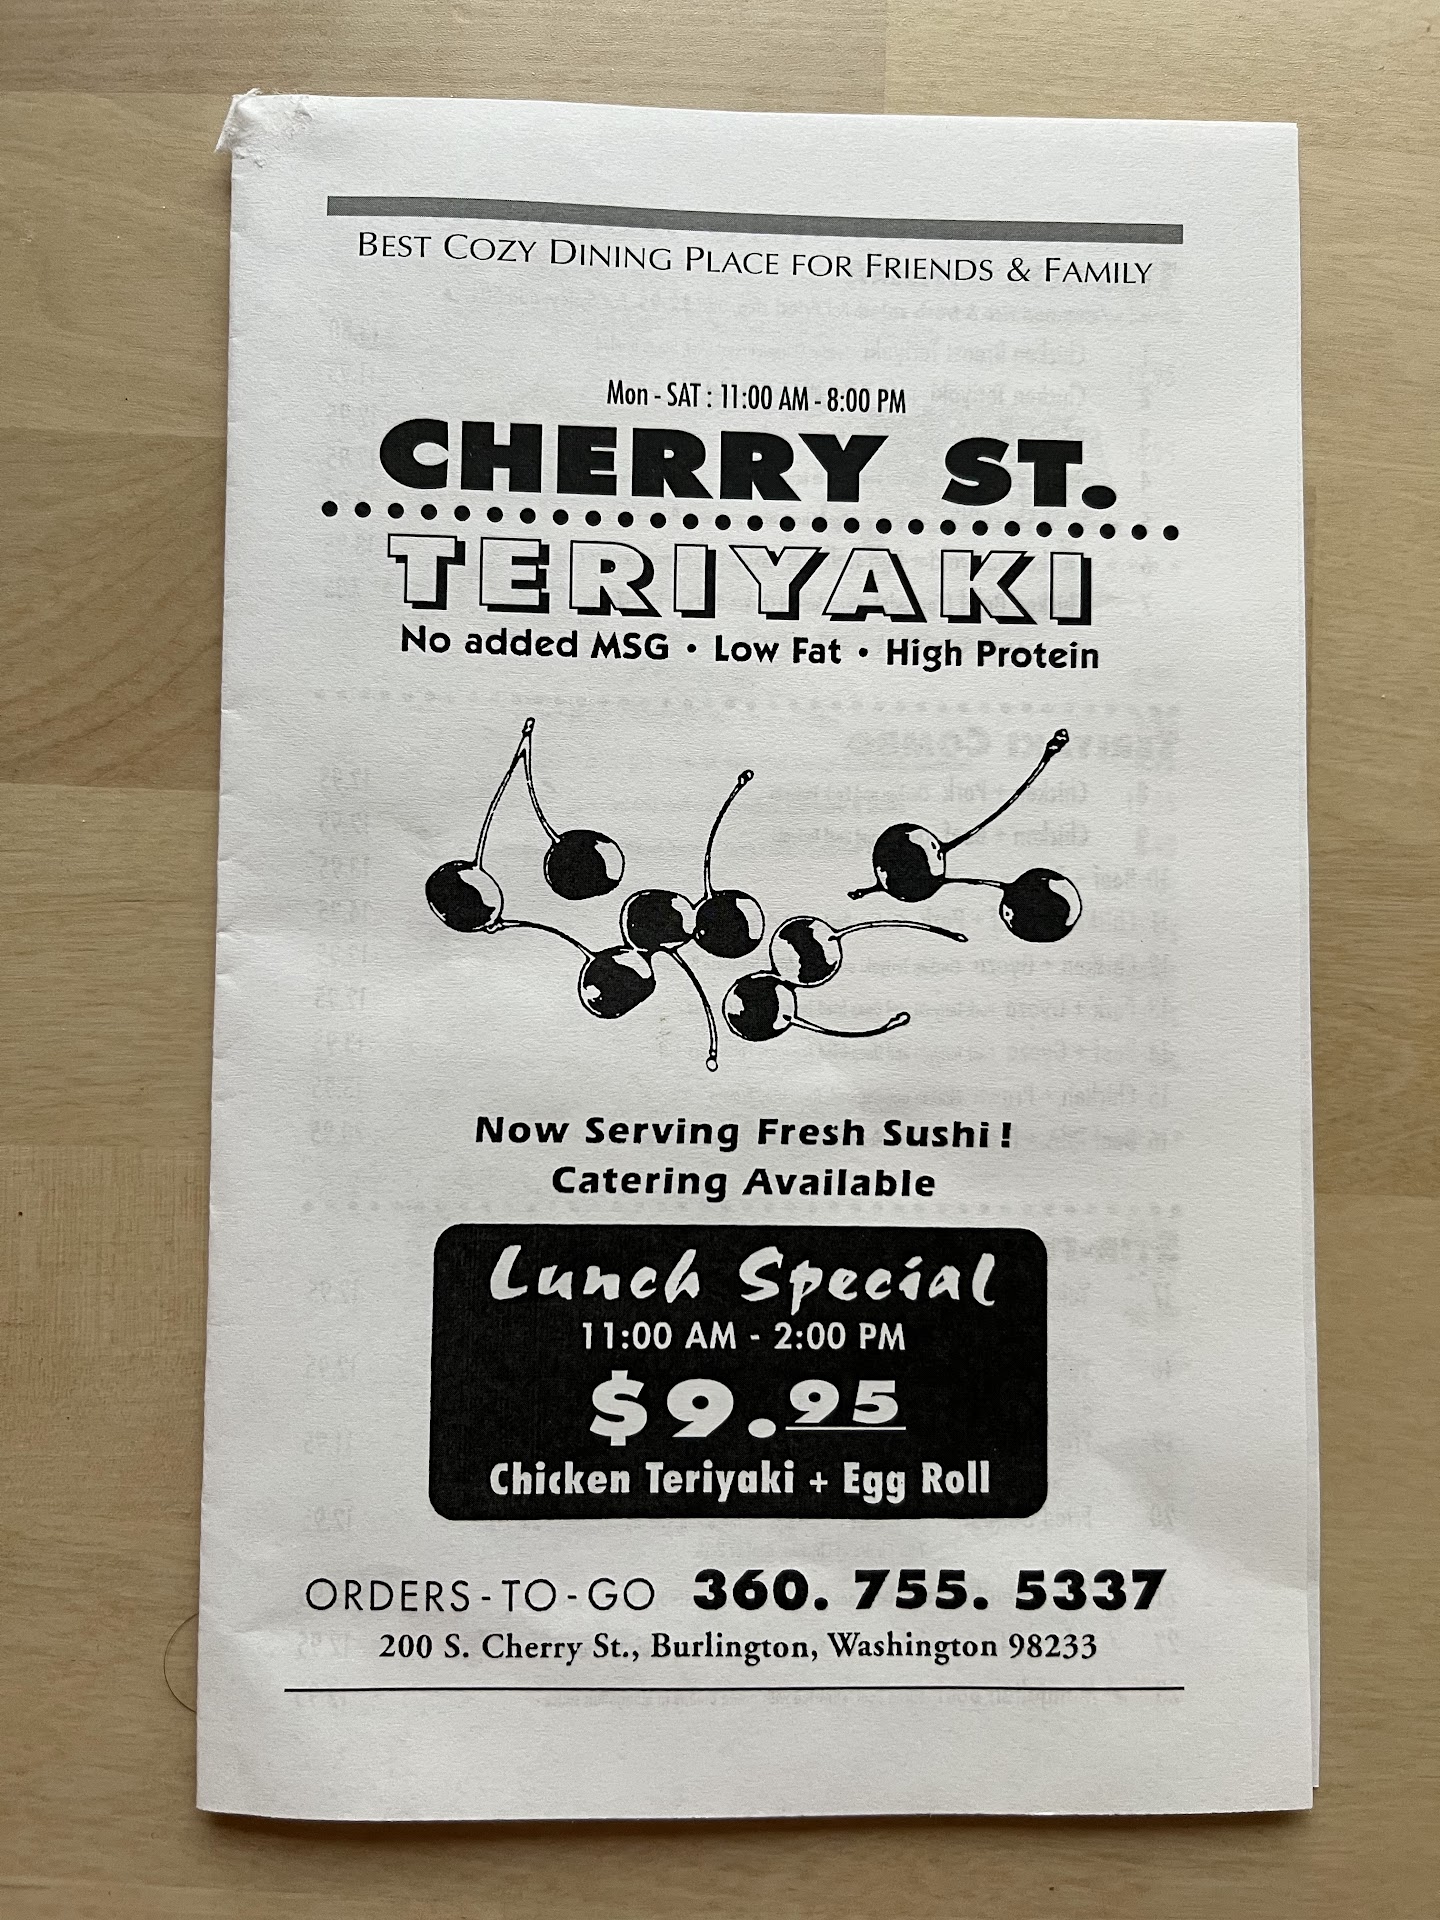 BEST COZY DINING PLACE FOR FRIENDS & FAMILY
Mon - SAT : 11:00 AM - 8:00 PM
CHERRY ST.
TERIYAKI
No added MSG • Low Fat • High Protein
Now Serving Fresh Sushi !
Catering Available
Lunch Special
11:00 AM - 2:00 PM
$9.95
Chicken Teriyaki + Egg Roll
ORDERS-TO-GO 360. 755. 5337
200 S. Cherry St., Burlington, Washington 98233